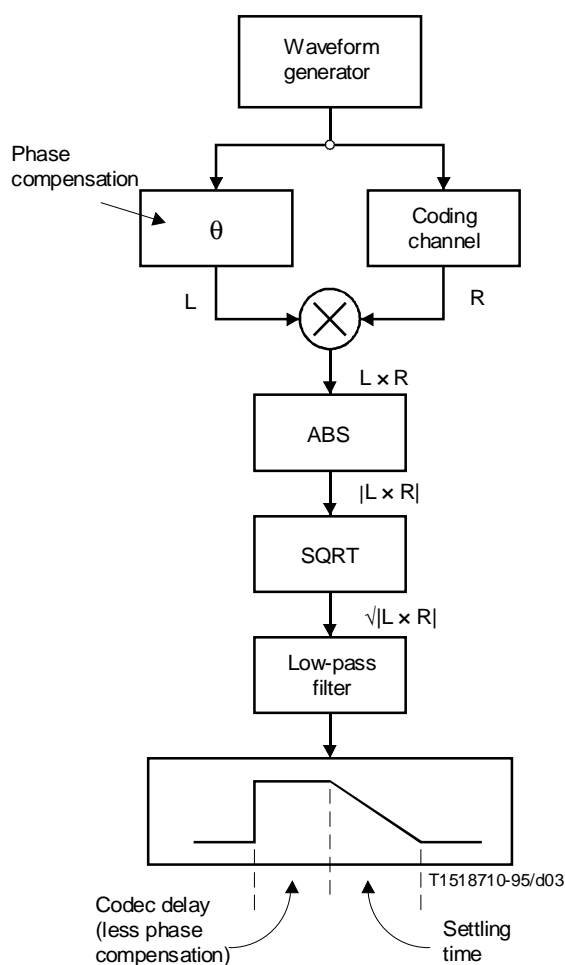 Waveform
generator
Phase
compensation
θ
Coding
channel
L
R
L × R
ABS
|L × R|
SQRT
√|L × R|
Low-pass
filter
T1518710-95/d03
Codec delay
(less phase
compensation)
Settling
time